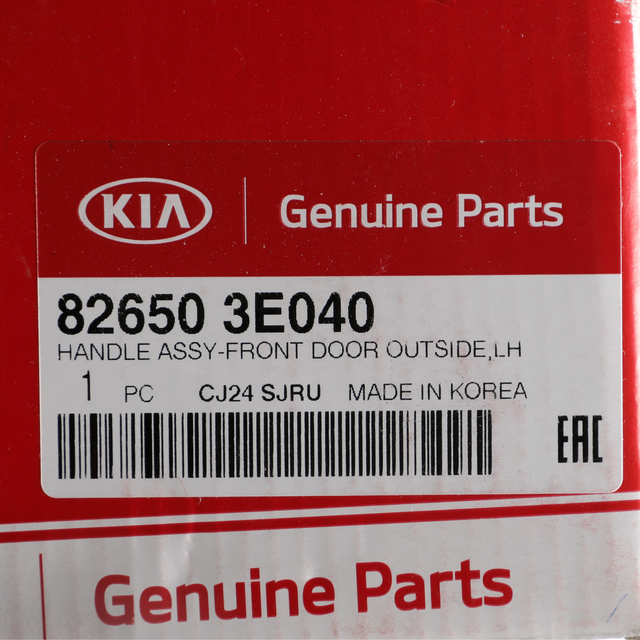 KIA Genuine Parts
82650 3E040
HANDLE ASSY-FRONT DOOR OUTSIDE,LH
1 PC CJ24 SJRU MADE IN KOREA
EAC
Genuine Parts